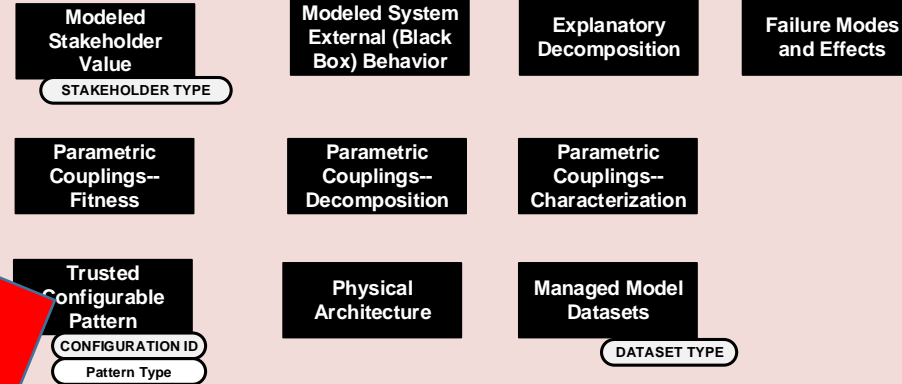 Modeled
Stakeholder
Value
STAKEHOLDER TYPE
Modeled System
External (Black
Box) Behavior
Explanatory
Decomposition
Failure Modes
and Effects
Parametric
Couplings--
Fitness
Parametric
Couplings--
Decomposition
Parametric
Couplings--
Characterization
Trusted
Configurable
Pattern
CONFIGURATION ID
Pattern Type
Physical
Architecture
Managed Model
Datasets
DATASET TYPE